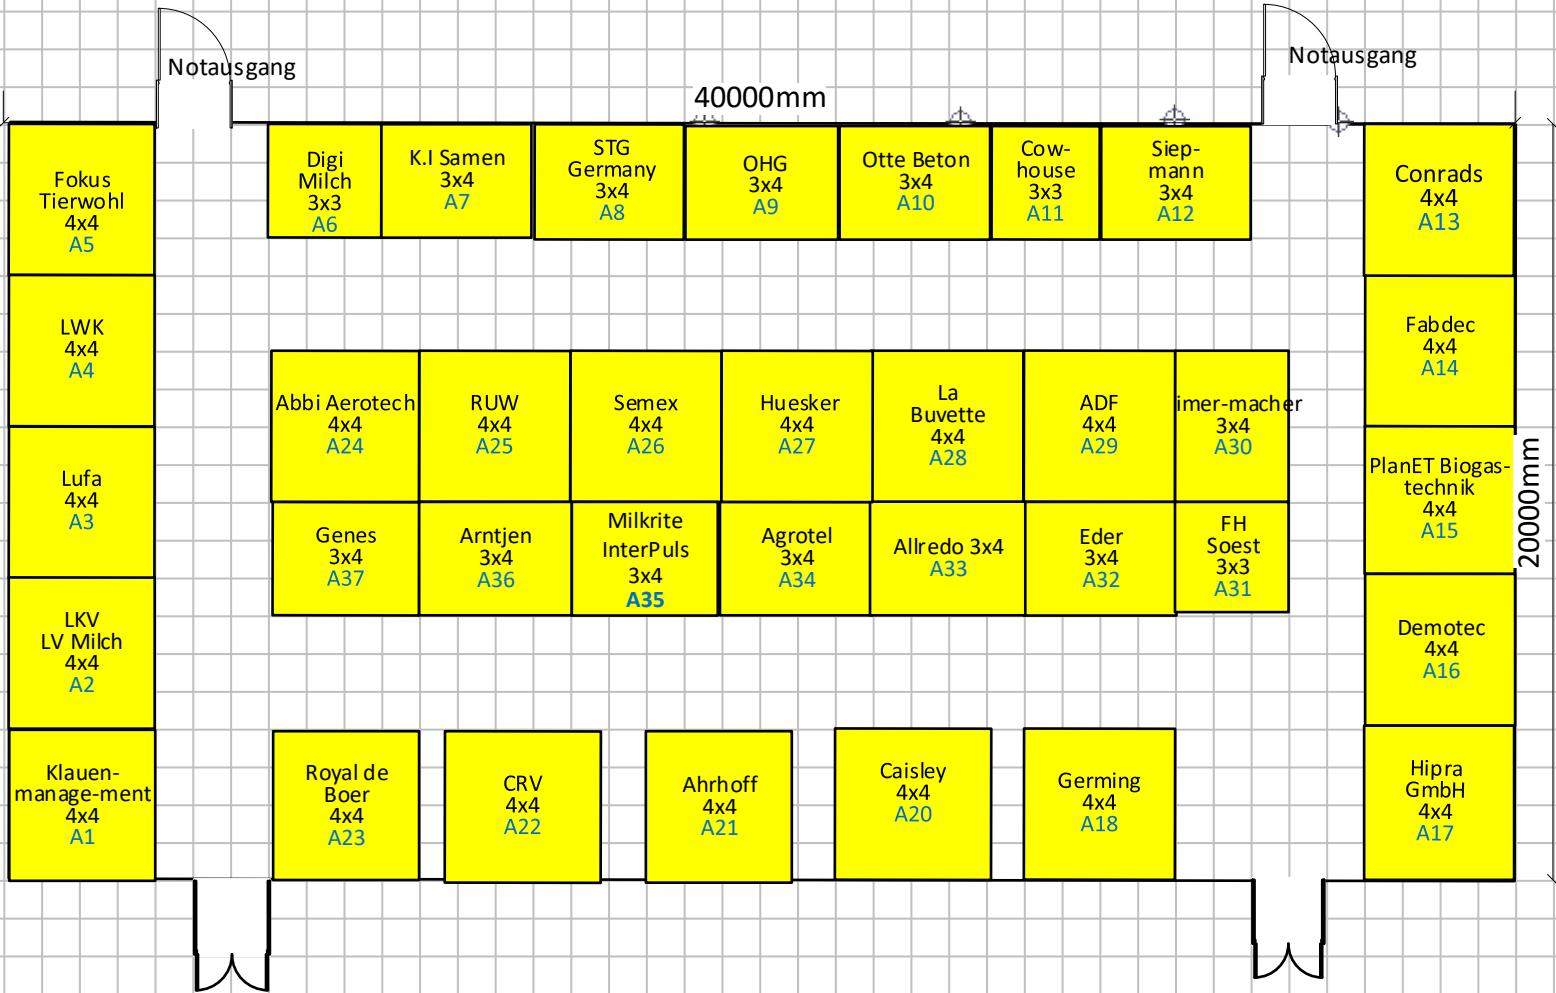 Notausgang
Notausgang
40000mm
Fokus
Tierwohl
4x4
A5
Digi
Milch
3x3
A6
K.I Samen
3x4
A7
STG
Germany
3x4
A8
OHG
3x4
A9
Otte Beton
3x4
A10
Cow-
house
3x3
A11
Siep-
mann
3x4
A12
Conrads
4x4
A13
LWK
4x4
A4
Fabdec
4x4
A14
Abbi Aerotech
4x4
A24
RUW
4x4
A25
Semex
4x4
A26
Huesker
4x4
A27
La
Buvette
4x4
A28
ADF
4x4
A29
imer-macher
3x4
A30
Lufa
4x4
A3
PlanET Biogas-
technik
4x4
A15
20000mm
Genes
3x4
A37
Arntjen
3x4
A36
Milkrite
InterPuls
3x4
A35
Agrotel
3x4
A34
Allredo 3x4
A33
Eder
3x4
A32
FH
Soest
3x3
A31
LKV
LV Milch
4x4
A2
Demotec
4x4
A16
Klauen-
manage-ment
4x4
A1
Royal de
Boer
4x4
A23
CRV
4x4
A22
Ahrhoff
4x4
A21
Caisley
4x4
A20
Germing
4x4
A18
Hipra
GmbH
4x4
A17